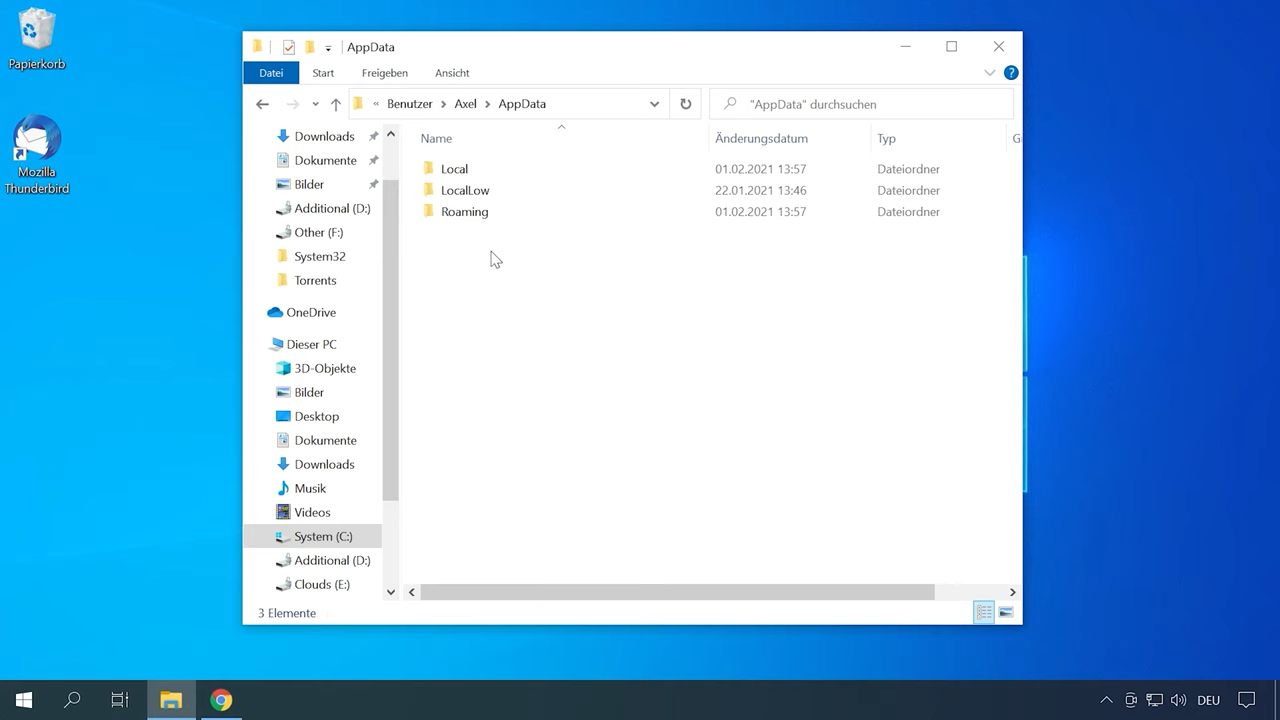 Papierkorb
Mozilla
Thunderbird
AppData
Datei
Start
Freigeben
Ansicht
?
« Benutzer > Axel > AppData
"AppData" durchsuchen
Name
Änderungsdatum
Typ
Local
01.02.2021 13:57
Dateiordner
LocalLow
22.01.2021 13:46
Dateiordner
Roaming
01.02.2021 13:57
Dateiordner
Downloads
Dokumente
Bilder
Additional (D:)
Other (F:)
System32
Torrents
OneDrive
Dieser PC
3D-Objekte
Bilder
Desktop
Dokumente
Downloads
Musik
Videos
System (C:)
Additional (D:)
Clouds (E:)
3 Elemente
DEU